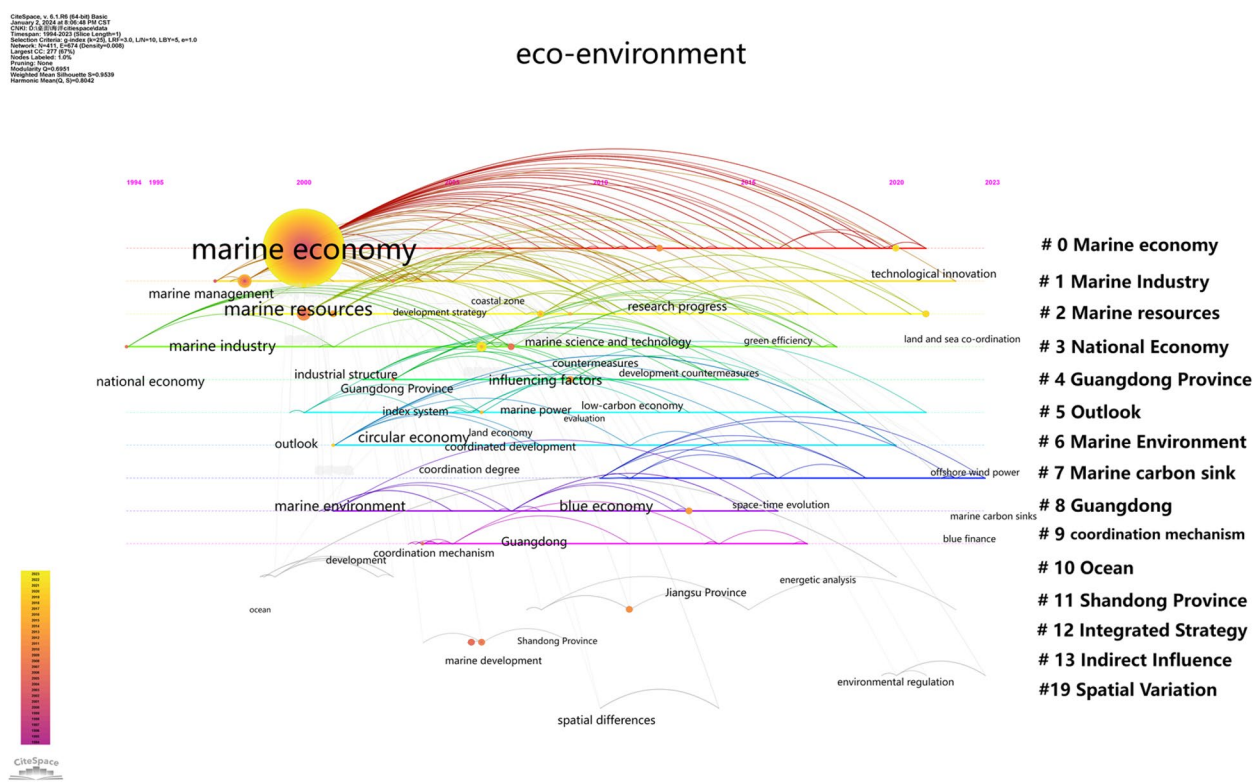 CiteSpace, v. 6.1.R6 (64-bit) Basic
January 2, 2024 at 8:06:48 PM CST
Timespan: 1994-2023 (Slice Length=1)
Selection Criteria: g-index (k=25), LRF=3.0, L/N=10, LBY=5, e=1.0
Network: N=411, E=674 (Density=0.008)
Largest CC: 277 (67%)
Nodes Labeled: 1.0%
Pruning: None
Modularity Q=0.6951
Weighted Mean Silhouette S=0.9539
Harmonic Mean(Q, S)=0.8042
eco-environment
1994 1995 2000 2020 2023
marine economy
# 0 Marine economy
technological innovation
# 1 Marine Industry
marine management
marine resources
coastal zone
development strategy
research progress
# 2 Marine resources
marine industry
marine science and technology
green efficiency
land and sea co-ordination
# 3 National Economy
countermeasures
national economy
industrial structure
Guangdong Province
influencing factors
development countermeasures
# 4 Guangdong Province
index system
marine power
low-carbon economy
evaluation
# 5 Outlook
outlook
circular economy
land economy
coordinated development
# 6 Marine Environment
coordination degree
offshore wind power
# 7 Marine carbon sink
marine environment
blue economy
space-time evolution
# 8 Guangdong
marine carbon sinks
Guangdong
blue finance
# 9 coordination mechanism
coordination mechanism
development
# 10 Ocean
energetic analysis
Jiangsu Province
ocean
# 11 Shandong Province
Shandong Province
# 12 Integrated Strategy
marine development
# 13 Indirect Influence
environmental regulation
#19 Spatial Variation
spatial differences
CiteSpace